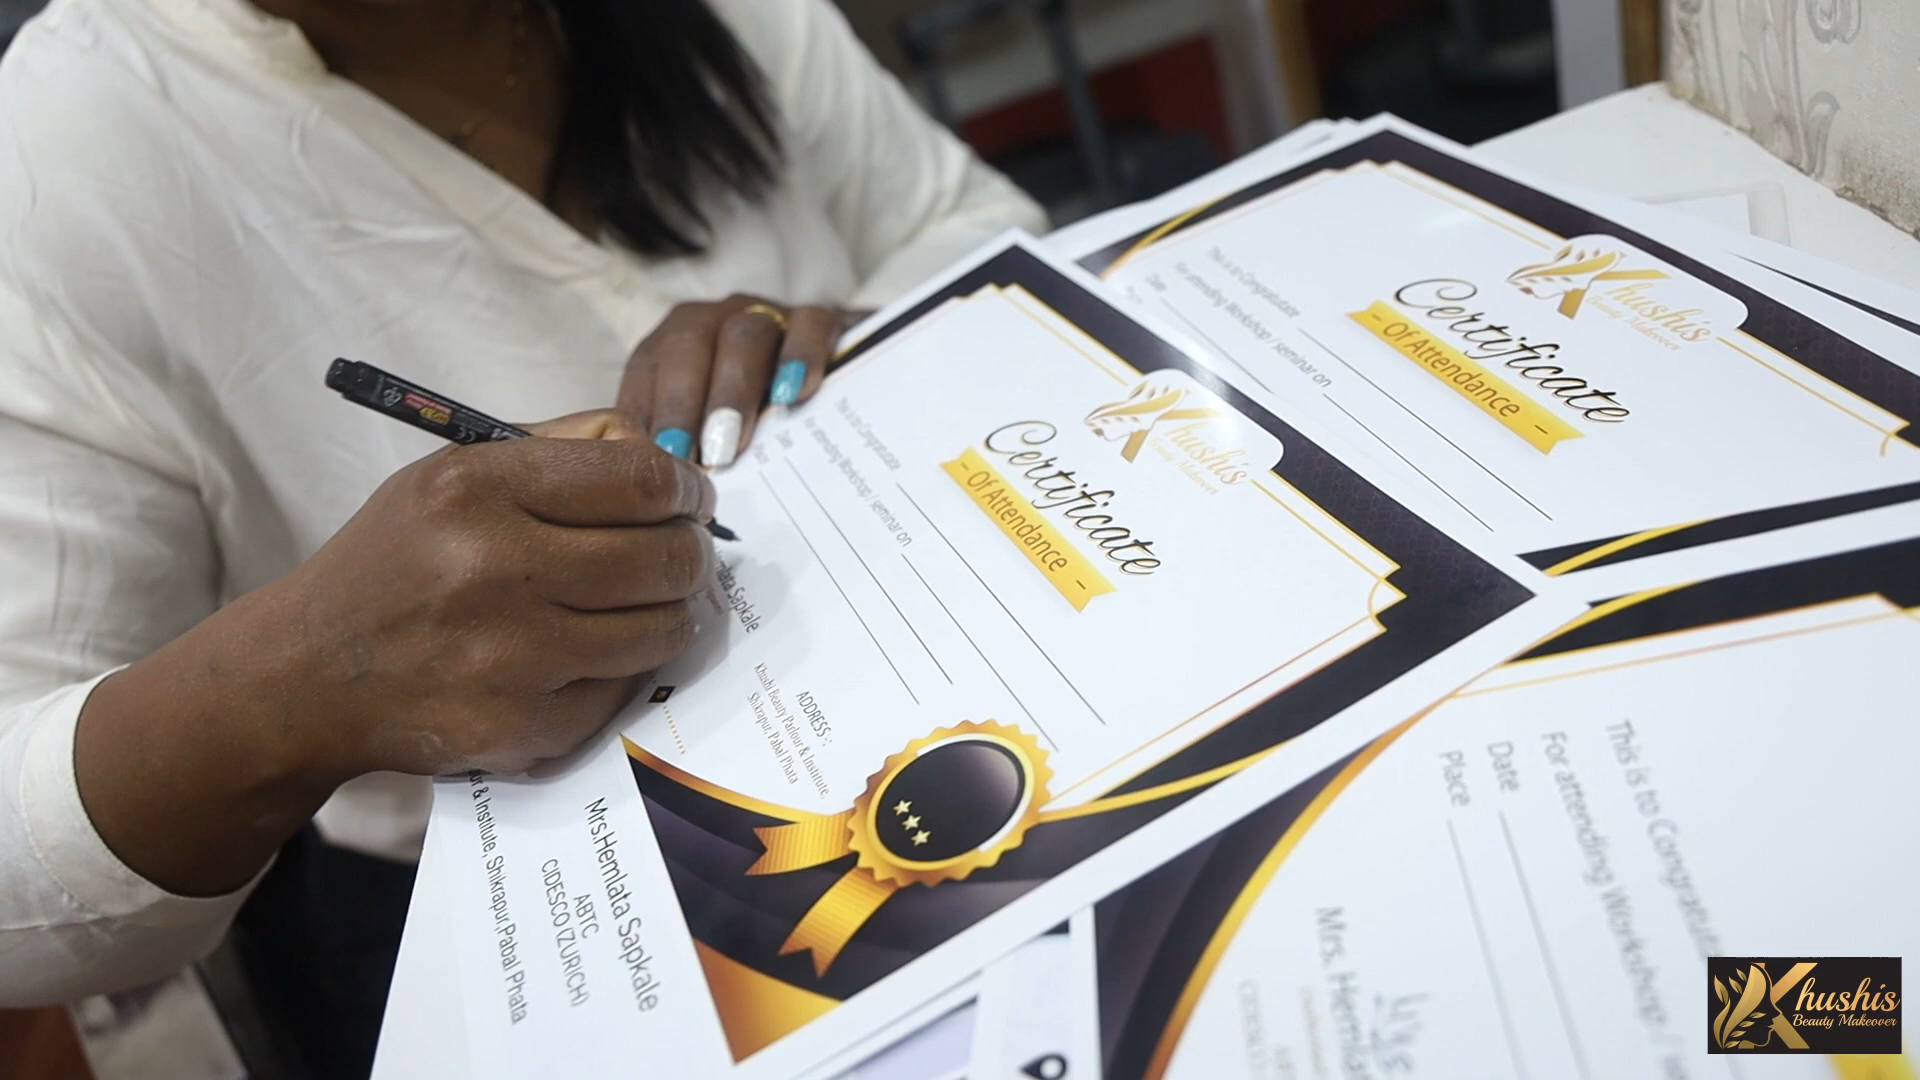 Khushis
Beauty Makeover
Certificate
- Of Attendance -
This is to Congratulate
For attending Workshop / seminar on
Date
Khushis
Beauty Makeover
Certificate
- Of Attendance -
This is to Congratulate
For attending Workshop / seminar on
Date
Place
Sapkale
ADDRESS-:
Khushi Beauty Parlour & Institute,
Shikrapur, Pabal Phata
Mrs.Hemlata Sapkale
ABTC
CIDESCO (ZURICH)
& Institute, Shikrapur,Pabal Phata
This is to
For attending Workshop /
Date
Place
Mrs.
Khushis
Beauty Makeover